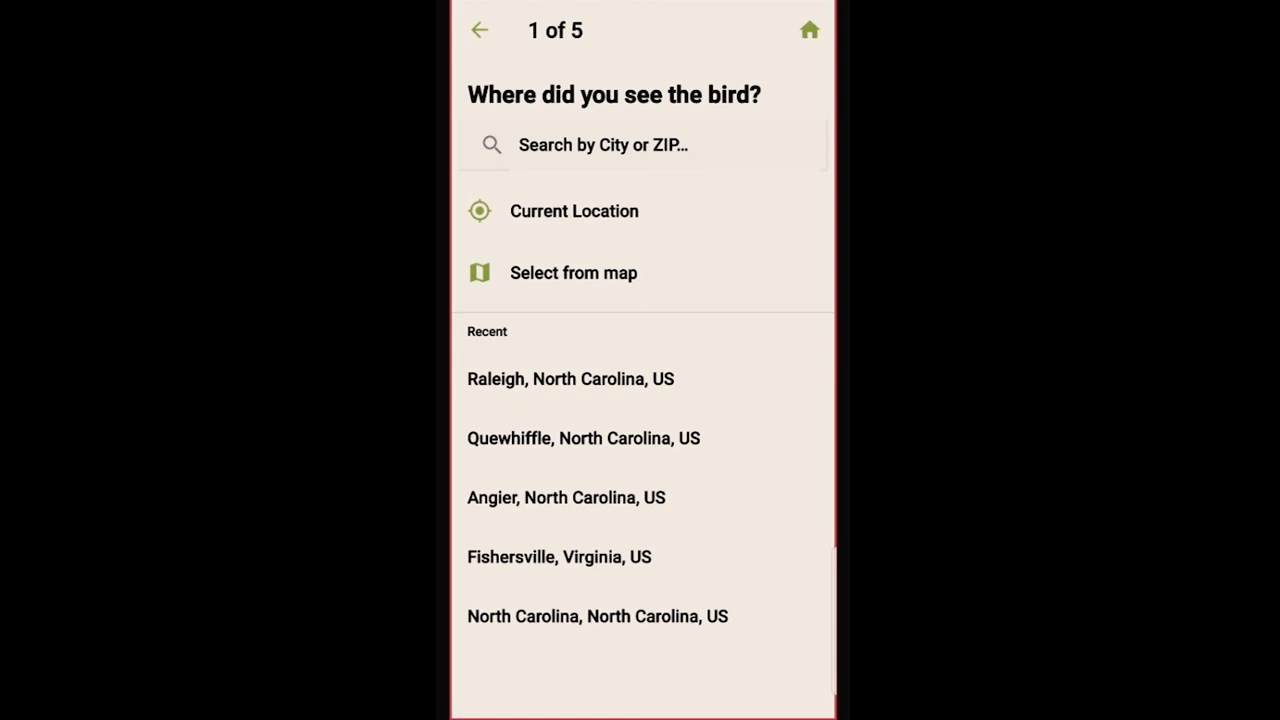 1 of 5
Where did you see the bird?
Search by City or ZIP...
Current Location
Select from map
Recent
Raleigh, North Carolina, US
Quewhiffle, North Carolina, US
Angier, North Carolina, US
Fishersville, Virginia, US
North Carolina, North Carolina, US